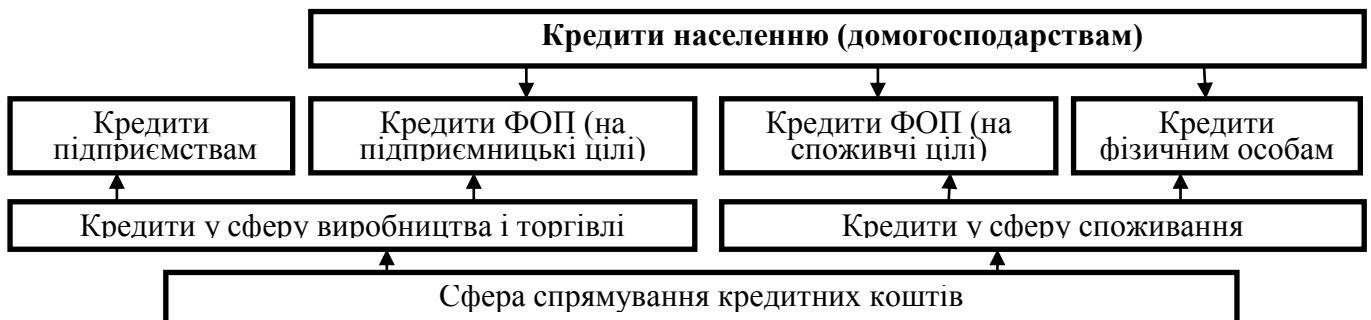 Кредити населенню (домогосподарствам)
Кредити
підприємствам
Кредити ФОП (на
підприємницькі цілі)
Кредити ФОП (на
споживчі цілі)
Кредити
фізичним особам
Кредити у сферу виробництва і торгівлі
Кредити у сферу споживання
Сфера спрямування кредитних коштів